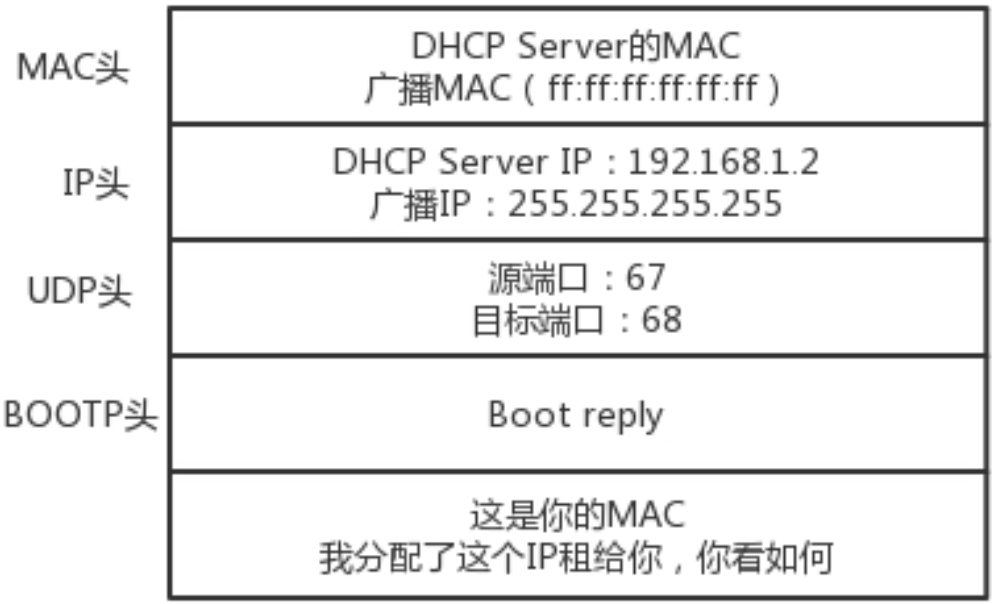 MAC头
DHCP Server的MAC
广播MAC（ff:ff:ff:ff:ff:ff）
IP头
DHCP Server IP：192.168.1.2
广播IP：255.255.255.255
UDP头
源端口：67
目标端口：68
BOOTP头
Boot reply
这是你的MAC
我分配了这个IP租给你，你看如何